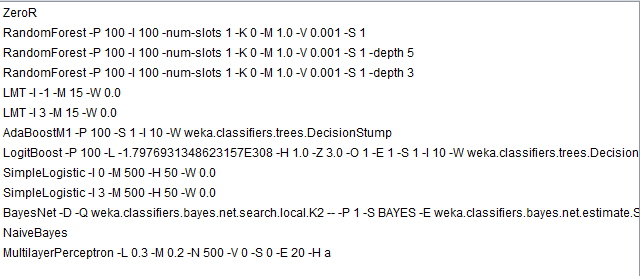 ZeroR
RandomForest -P 100 -I 100 -num-slots 1 -K 0 -M 1.0 -V 0.001 -S 1
RandomForest -P 100 -I 100 -num-slots 1 -K 0 -M 1.0 -V 0.001 -S 1 -depth 5
RandomForest -P 100 -I 100 -num-slots 1 -K 0 -M 1.0 -V 0.001 -S 1 -depth 3
LMT -I -1 -M 15 -W 0.0
LMT -I 3 -M 15 -W 0.0
AdaBoostM1 -P 100 -S 1 -I 10 -W weka.classifiers.trees.DecisionStump
LogitBoost -P 100 -L -1.7976931348623157E308 -H 1.0 -Z 3.0 -O 1 -E 1 -S 1 -I 10 -W weka.classifiers.trees.Decision
SimpleLogistic -I 0 -M 500 -H 50 -W 0.0
SimpleLogistic -I 3 -M 500 -H 50 -W 0.0
BayesNet -D -Q weka.classifiers.bayes.net.search.local.K2 -- -P 1 -S BAYES -E weka.classifiers.bayes.net.estimate.S
NaiveBayes
MultilayerPerceptron -L 0.3 -M 0.2 -N 500 -V 0 -S 0 -E 20 -H a